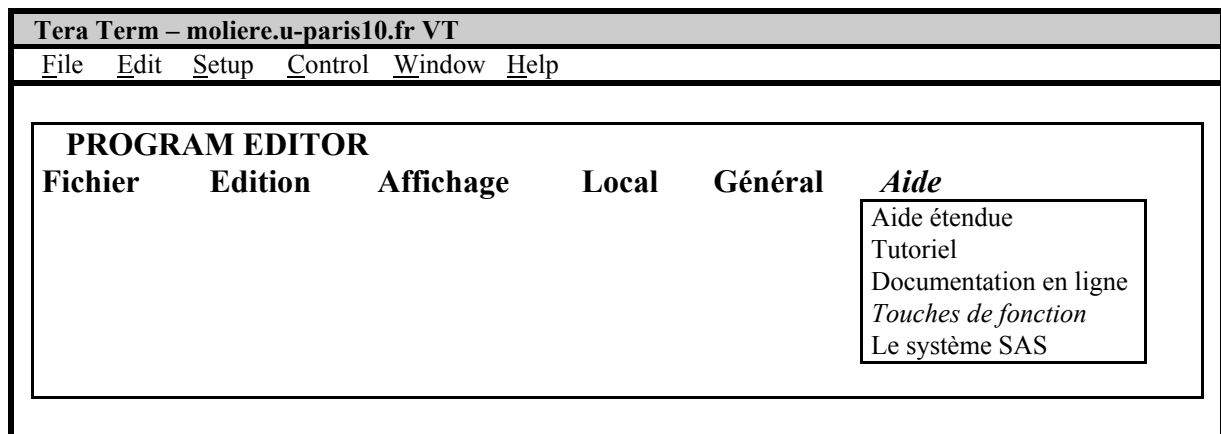 Tera Term – moliere.u-paris10.fr VT
File Edit Setup Control Window Help
PROGRAM EDITOR
Fichier Edition Affichage Local Général Aide
Aide étendue
Tutoriel
Documentation en ligne
Touches de fonction
Le système SAS